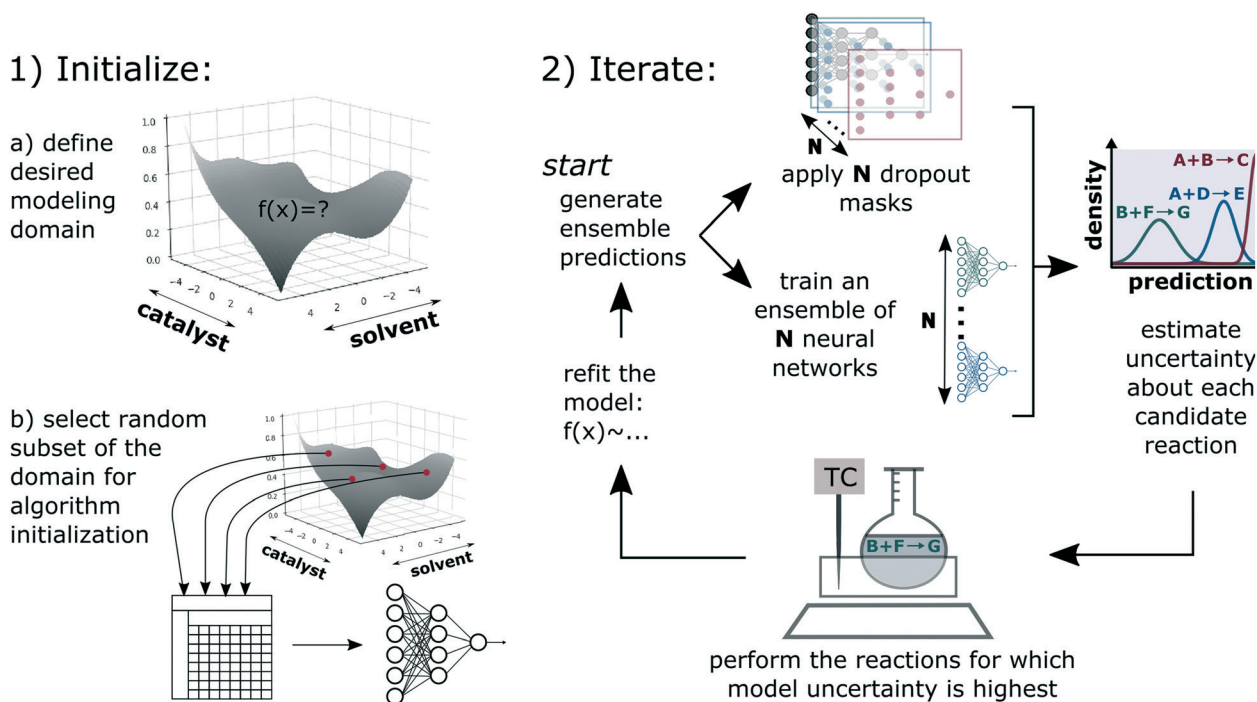 1) Initialize:
a) define
desired
modeling
domain
1.0
0.8
0.6
0.4
0.2
0.0
f(x)=?
-4
-2
0
2
4
4
2
0
-2
-4
catalyst
solvent
b) select random
subset of the
domain for
algorithm
initialization
1.0
0.8
0.6
0.4
0.2
0.0
-4
-2
0
2
4
4
2
0
-2
-4
catalyst
solvent
2) Iterate:
start
generate
ensemble
predictions
N
apply N dropout
masks
train an
ensemble of
N neural
networks
N
density
A+B→C
A+D→E
B+F→G
prediction
estimate
uncertainty
about each
candidate
reaction
TC
B+F→G
perform the reactions for which
model uncertainty is highest
refit the
model:
f(x)~...